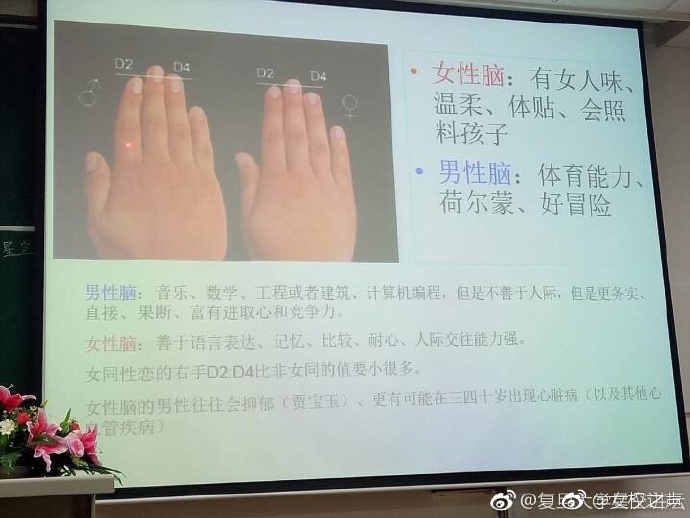 D2 D4 D2 D4
♂ ♀
• 女性脑：有女人味、
温柔、体贴、会照
料孩子
• 男性脑：体育能力、
荷尔蒙、好冒险
男性脑：音乐、数学、工程或者建筑、计算机编程，但是不善于人际，但是更务实、
直接、果断、富有进取心和竞争力。
女性脑：善于语言表达、记忆、比较、耐心、人际交往能力强。
女同性恋的右手D2:D4比非女同的值要小很多。
女性脑的男性往往会抑郁（贾宝玉）、更有可能在三四十岁出现心脏病（以及其他心
血管疾病）